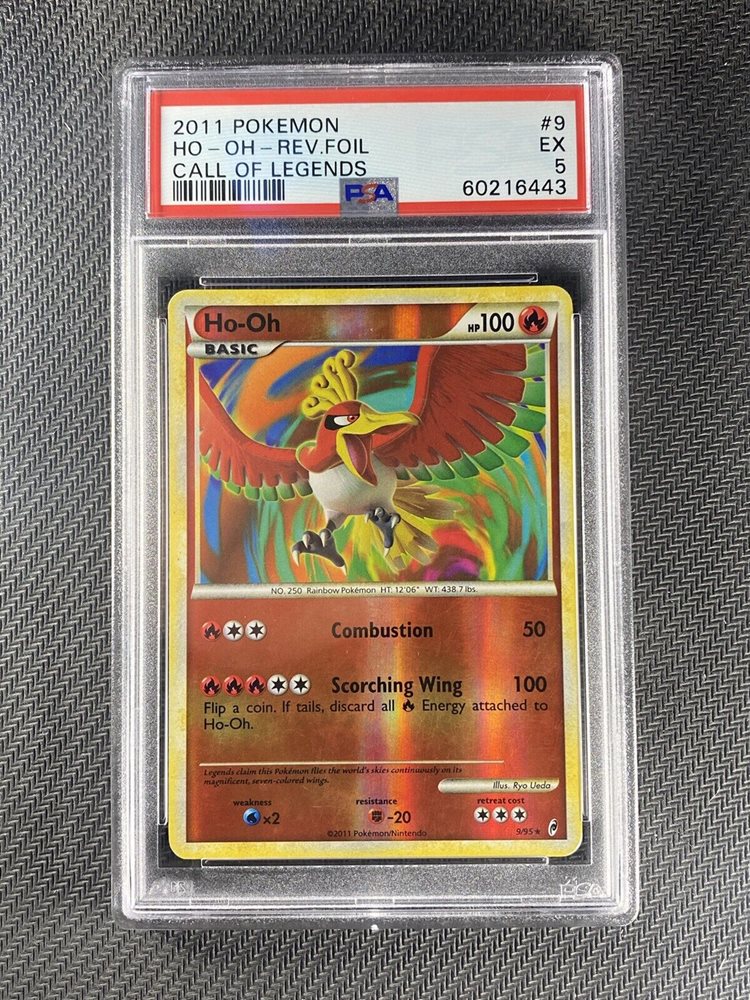 2011 POKEMON #9
HO-OH-REV.FOIL EX
CALL OF LEGENDS 5
PSA 60216443
Ho-Oh HP100
BASIC
NO. 250 Rainbow Pokémon HT: 12'06" WT: 438.7 lbs.
Combustion 50
Scorching Wing 100
Flip a coin. If tails, discard all Energy attached to
Ho-Oh.
Legends claim this Pokémon flies the world's skies continuously on its
magnificent, seven-colored wings.
Illus. Ryo Ueda
weakness resistance retreat cost
×2 -20
©2011 Pokémon/Nintendo 9/95★